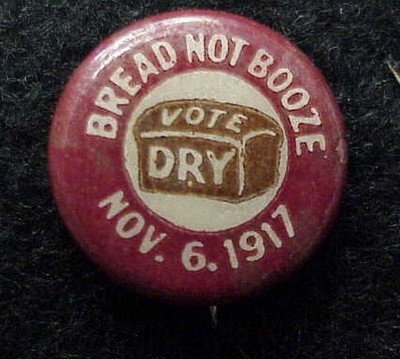 BREAD NOT BOOZE
VOTE
DRY
NOV. 6. 1917